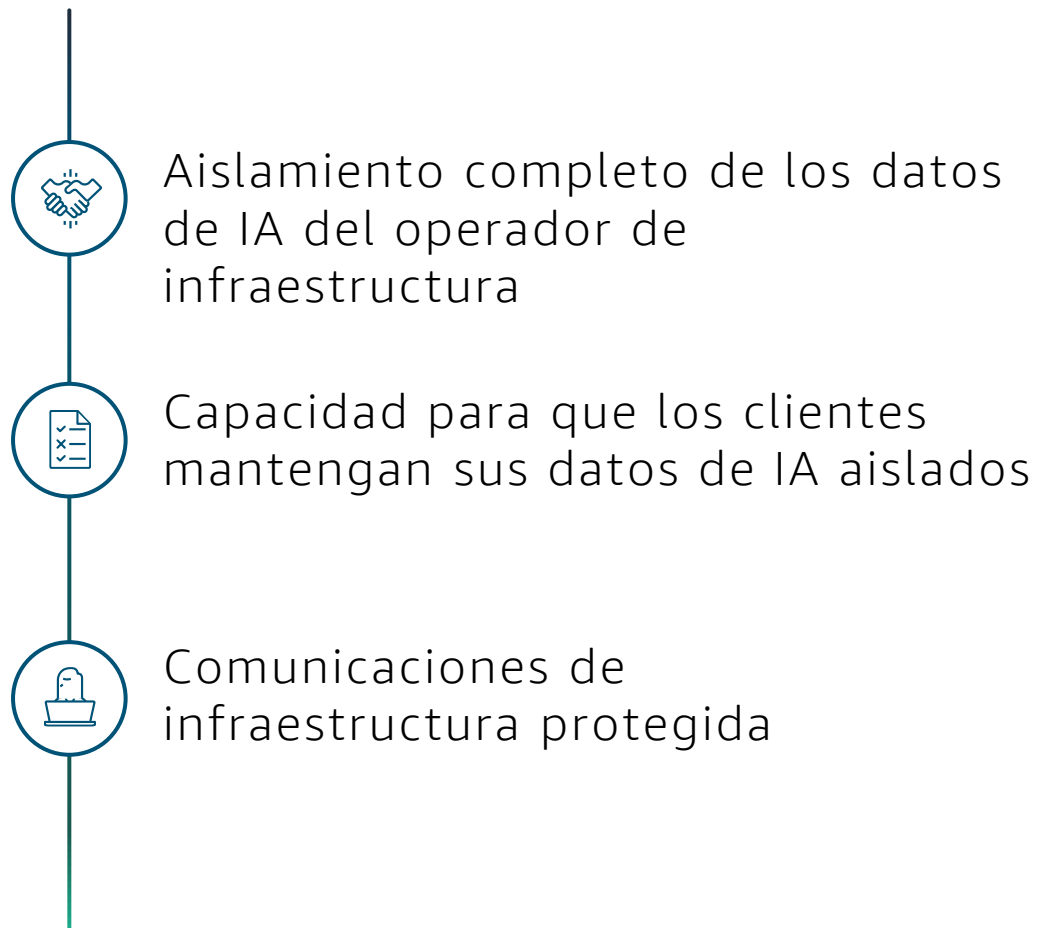 Aislamiento completo de los datos
de IA del operador de
infraestructura
Capacidad para que los clientes
mantengan sus datos de IA aislados
Comunicaciones de
infraestructura protegida